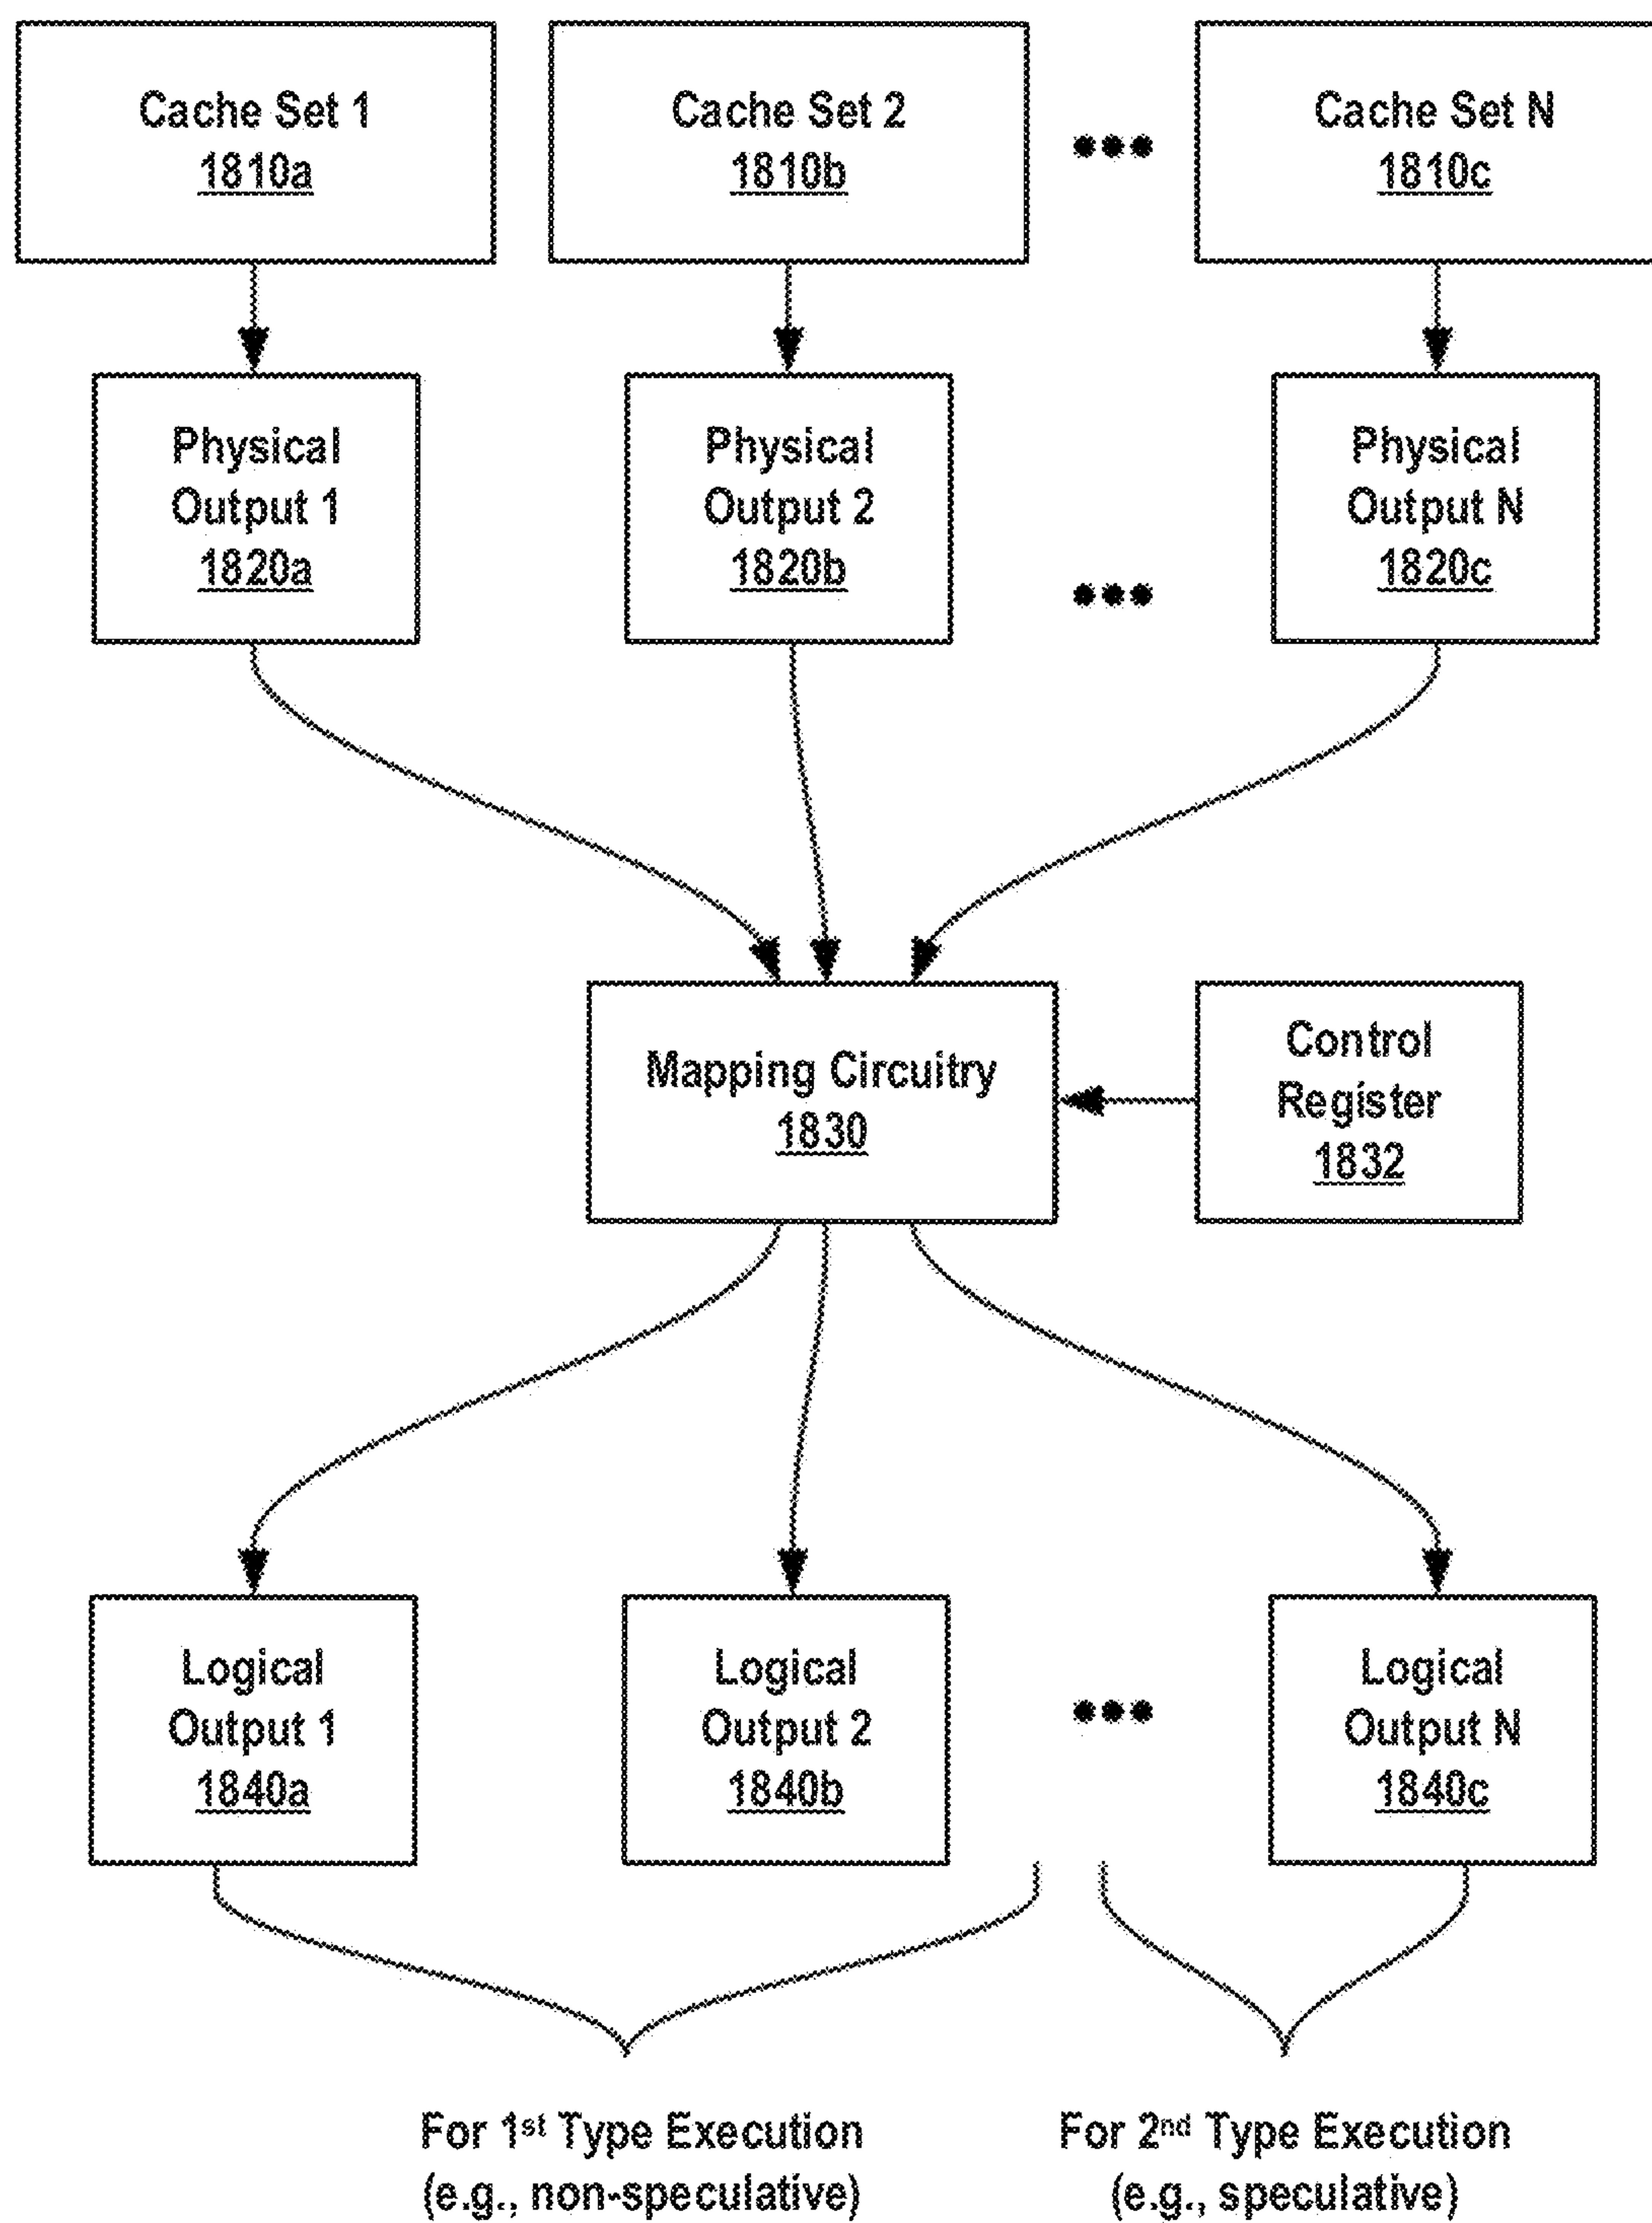 Cache Set 1
1810a
Cache Set 2
1810b
Cache Set N
1810c
Physical
Output 1
1820a
Physical
Output 2
1820b
Physical
Output N
1820c
Mapping Circuitry
1830
Control
Register
1832
Logical
Output 1
1840a
Logical
Output 2
1840b
Logical
Output N
1840c
For 1st Type Execution
(e.g., non-speculative)
For 2nd Type Execution
(e.g., speculative)